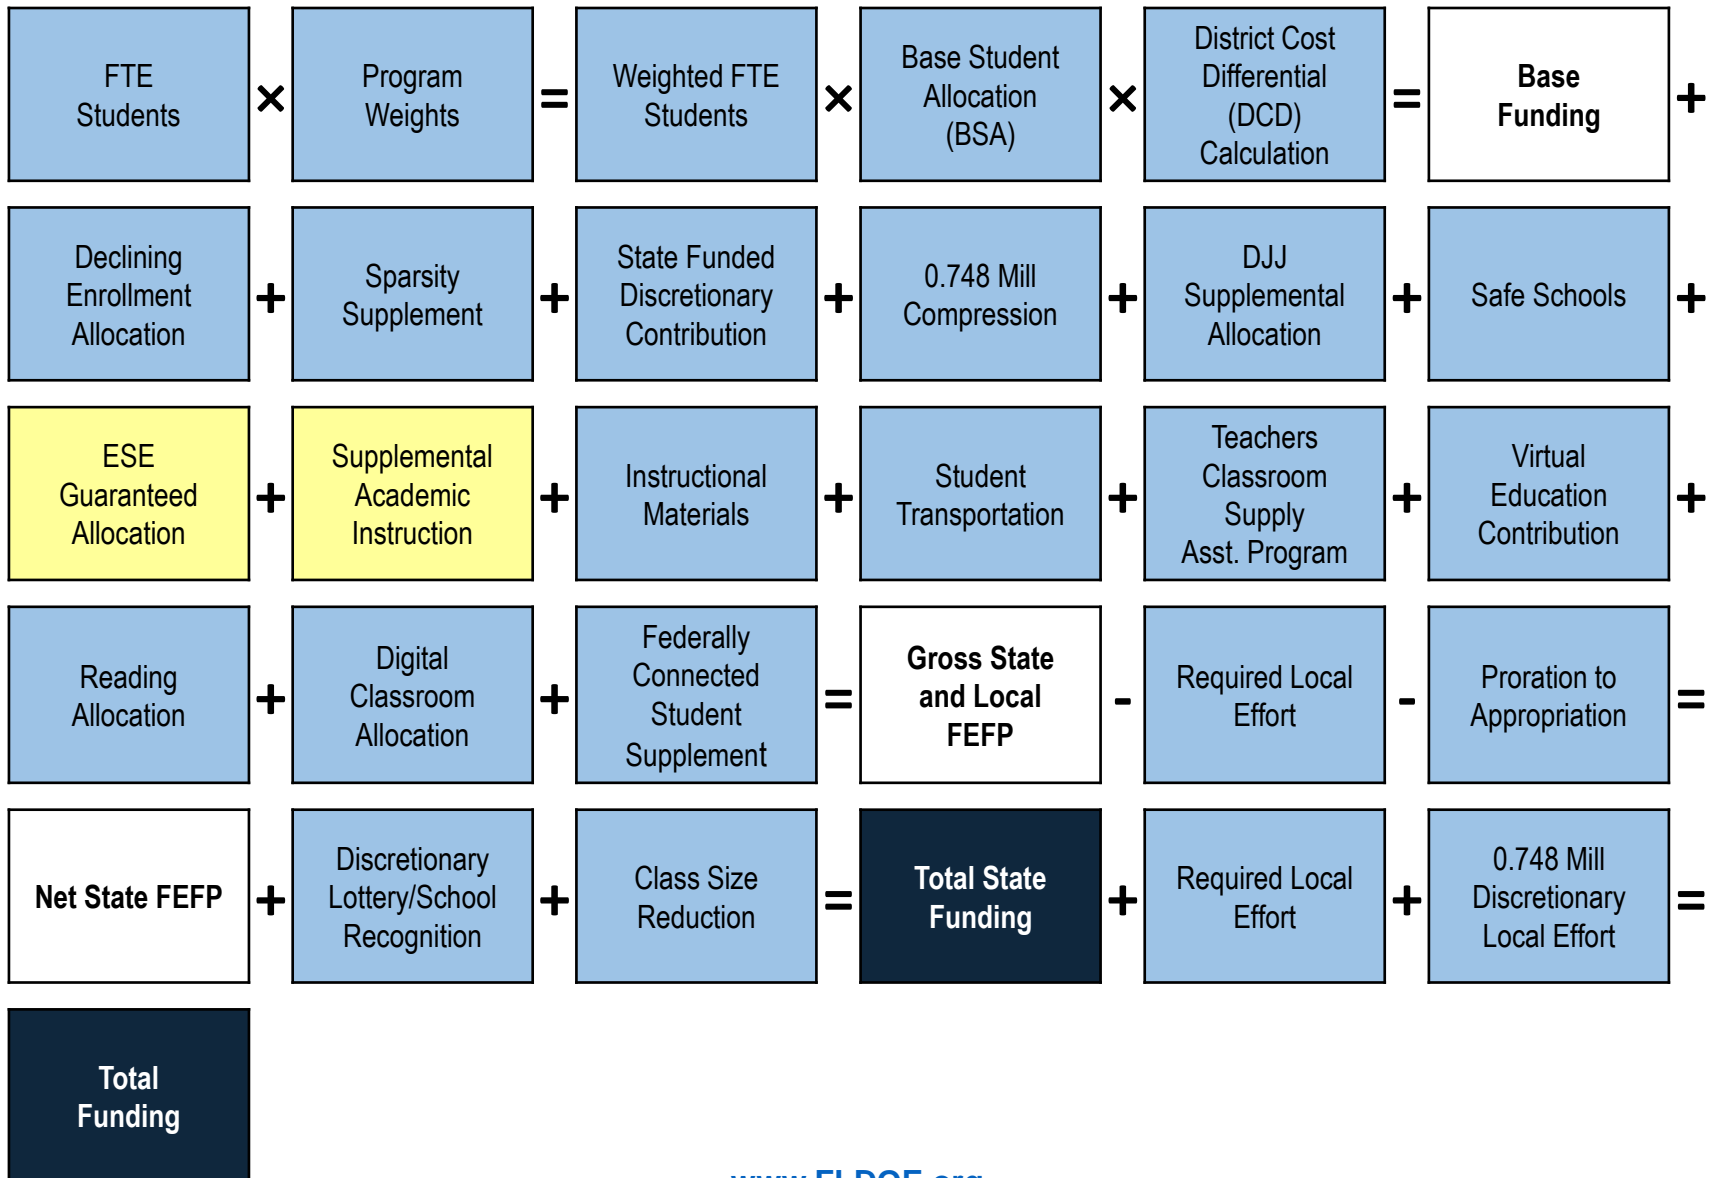 FTE
Students
×
Program
Weights
=
Weighted FTE
Students
×
Base Student
Allocation
(BSA)
×
District Cost
Differential
(DCD)
Calculation
=
Base
Funding
+
Declining
Enrollment
Allocation
+
Sparsity
Supplement
+
State Funded
Discretionary
Contribution
+
0.748 Mill
Compression
+
DJJ
Supplemental
Allocation
+
Safe Schools
+
ESE
Guaranteed
Allocation
+
Supplemental
Academic
Instruction
+
Instructional
Materials
+
Student
Transportation
+
Teachers
Classroom
Supply
Asst. Program
+
Virtual
Education
Contribution
+
Reading
Allocation
+
Digital
Classroom
Allocation
+
Federally
Connected
Student
Supplement
=
Gross State
and Local
FEFP
-
Required Local
Effort
-
Proration to
Appropriation
=
Net State FEFP
+
Discretionary
Lottery/School
Recognition
+
Class Size
Reduction
=
Total State
Funding
+
Required Local
Effort
+
0.748 Mill
Discretionary
Local Effort
=
Total
Funding
www.FLDOE.org